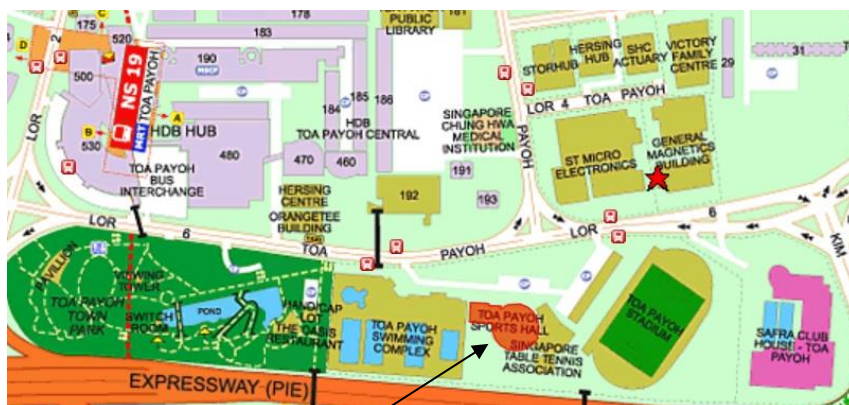 178
183
PUBLIC
LIBRARY
181
175
520
C
D
2
LOR
500
530
NS 19
MRT
TOA PAYOH
A
B
HDB HUB
190
MSCP
185
184
186
HDB
TOA PAYOH CENTRAL
480
470
460
TOA PAYOH
BUS
INTERCHANGE
HERSING
CENTRE
ORANGETEE
BUILDING
192
SINGAPORE
CHUNG HWA
MEDICAL
INSTITUTION
191
193
PAYOH
STORHUB
HERSING
HUB
SHC
ACTUARY
VICTORY
FAMILY
CENTRE
29
31
LOR 4 TOA PAYOH
ST MICRO
ELECTRONICS
GENERAL
MAGNETICS
BUILDING
LOR 6 TOA PAYOH LOR 6
KIM
PAVILION
VIEWING
TOWER
TOA PAYOH
TOWN
PARK
SWITCH
ROOM
POND
HANDICAP
LOT
THE OASIS
RESTAURANT
TOA PAYOH
SWIMMING
COMPLEX
TOA PAYOH
SPORTS HALL
SINGAPORE
TABLE TENNIS
ASSOCIATION
TOA PAYOH
STADIUM
SAFRA CLUB
HOUSE - TOA
PAYOH
EXPRESSWAY (PIE)